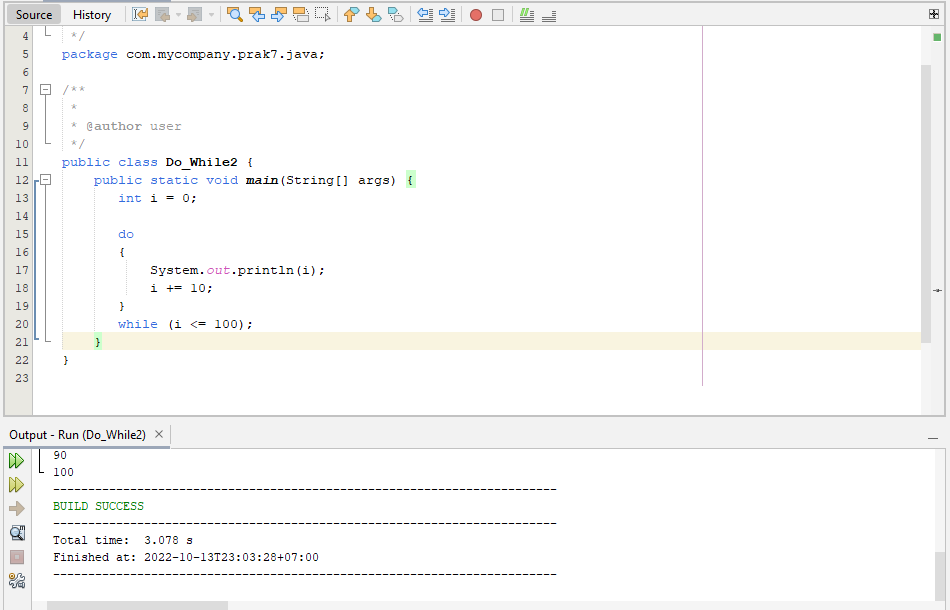 Source History
4 */
5 package com.mycompany.prak7.java;
6
7 /**
8 *
9 * @author user
10 */
11 public class Do_While2 {
12 public static void main(String[] args) {
13 int i = 0;
14
15 do
16 {
17 System.out.println(i);
18 i += 10;
19 }
20 while (i <= 100);
21 }
22 }
23
Output - Run (Do_While2) ×
90
100
------------------------------------------------------------------------
BUILD SUCCESS
------------------------------------------------------------------------
Total time:  3.078 s
Finished at: 2022-10-13T23:03:28+07:00
------------------------------------------------------------------------